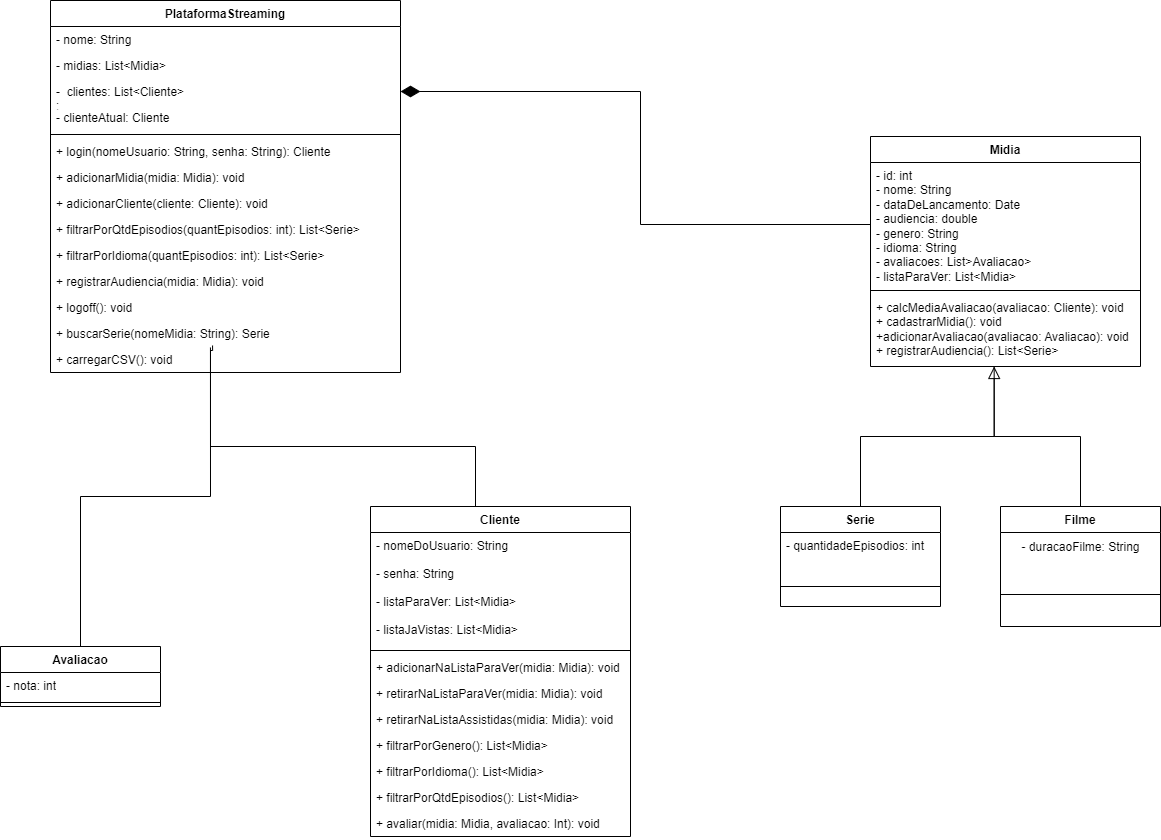 PlataformaStreaming
- nome: String
- midias: List<Midia>
- clientes: List<Cliente>
:
- clienteAtual: Cliente
+ login(nomeUsuario: String, senha: String): Cliente
+ adicionarMidia(midia: Midia): void
+ adicionarCliente(cliente: Cliente): void
+ filtrarPorQtdEpisodios(quantEpisodios: int): List<Serie>
+ filtrarPorIdioma(quantEpisodios: int): List<Serie>
+ registrarAudiencia(midia: Midia): void
+ logoff(): void
+ buscarSerie(nomeMidia: String): Serie
+ carregarCSV(): void
Midia
- id: int
- nome: String
- dataDeLancamento: Date
- audiencia: double
- genero: String
- idioma: String
- avaliacoes: List>Avaliacao>
- listaParaVer: List<Midia>
+ calcMediaAvaliacao(avaliacao: Cliente): void
+ cadastrarMidia(): void
+adicionarAvaliacao(avaliacao: Avaliacao): void
+ registrarAudiencia(): List<Serie>
Cliente
- nomeDoUsuario: String
- senha: String
- listaParaVer: List<Midia>
- listaJaVistas: List<Midia>
+ adicionarNaListaParaVer(midia: Midia): void
+ retirarNaListaParaVer(midia: Midia): void
+ retirarNaListaAssistidas(midia: Midia): void
+ filtrarPorGenero(): List<Midia>
+ filtrarPorIdioma(): List<Midia>
+ filtrarPorQtdEpisodios(): List<Midia>
+ avaliar(midia: Midia, avaliacao: Int): void
Serie
- quantidadeEpisodios: int
Filme
- duracaoFilme: String
Avaliacao
- nota: int